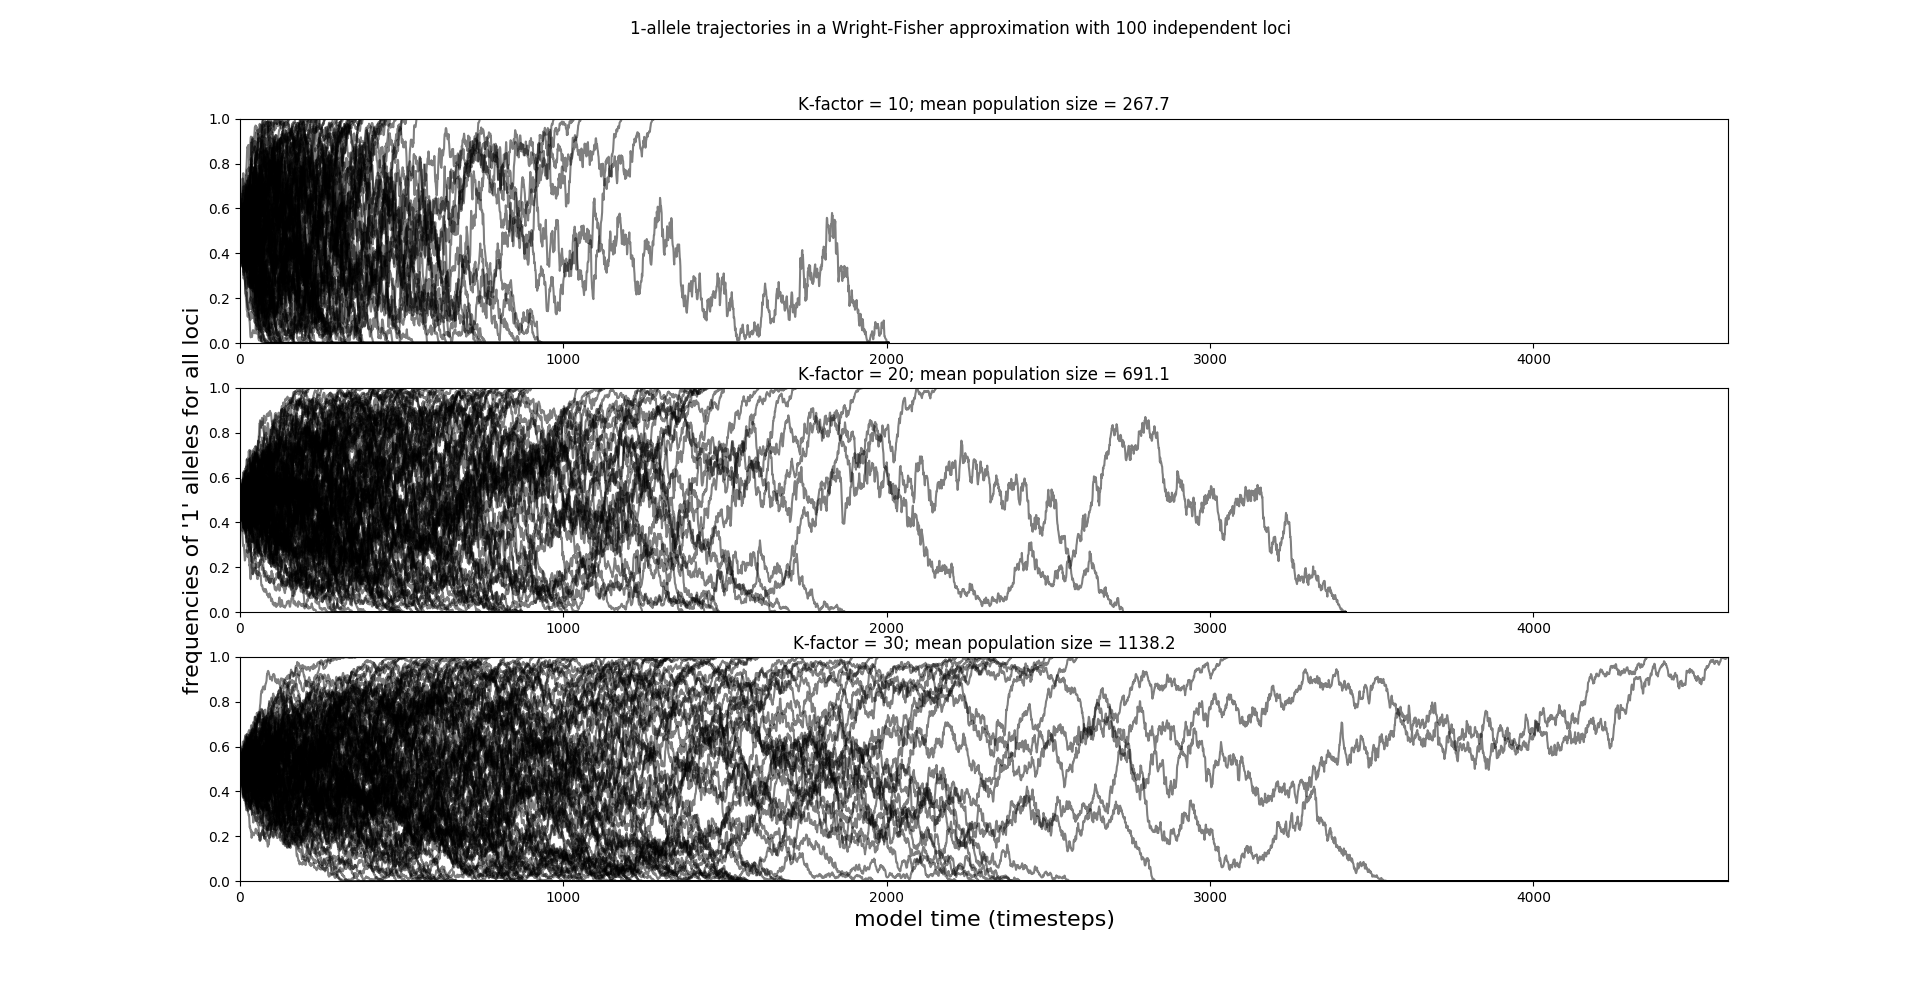 1-allele trajectories in a Wright-Fisher approximation with 100 independent loci
K-factor = 10; mean population size = 267.7
1.0
0.8
0.6
0.4
0.2
0.0
0 1000 2000 3000 4000
K-factor = 20; mean population size = 691.1
1.0
0.8
0.6
0.4
0.2
0.0
0 1000 2000 3000 4000
K-factor = 30; mean population size = 1138.2
1.0
0.8
0.6
0.4
0.2
0.0
0 1000 2000 3000 4000
frequencies of '1' alleles for all loci
model time (timesteps)